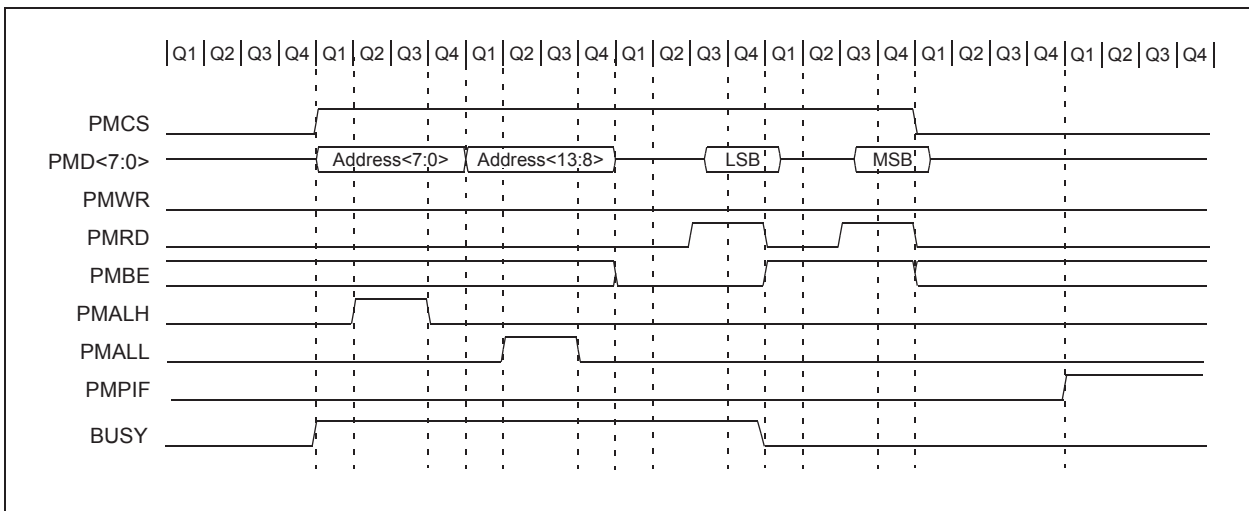 Q1 Q2 Q3 Q4 Q1 Q2 Q3 Q4 Q1 Q2 Q3 Q4 Q1 Q2 Q3 Q4 Q1 Q2 Q3 Q4 Q1 Q2 Q3 Q4 Q1 Q2 Q3 Q4
PMCS
PMD<7:0> Address<7:0> Address<13:8> LSB MSB
PMWR
PMRD
PMBE
PMALH
PMALL
PMPIF
BUSY